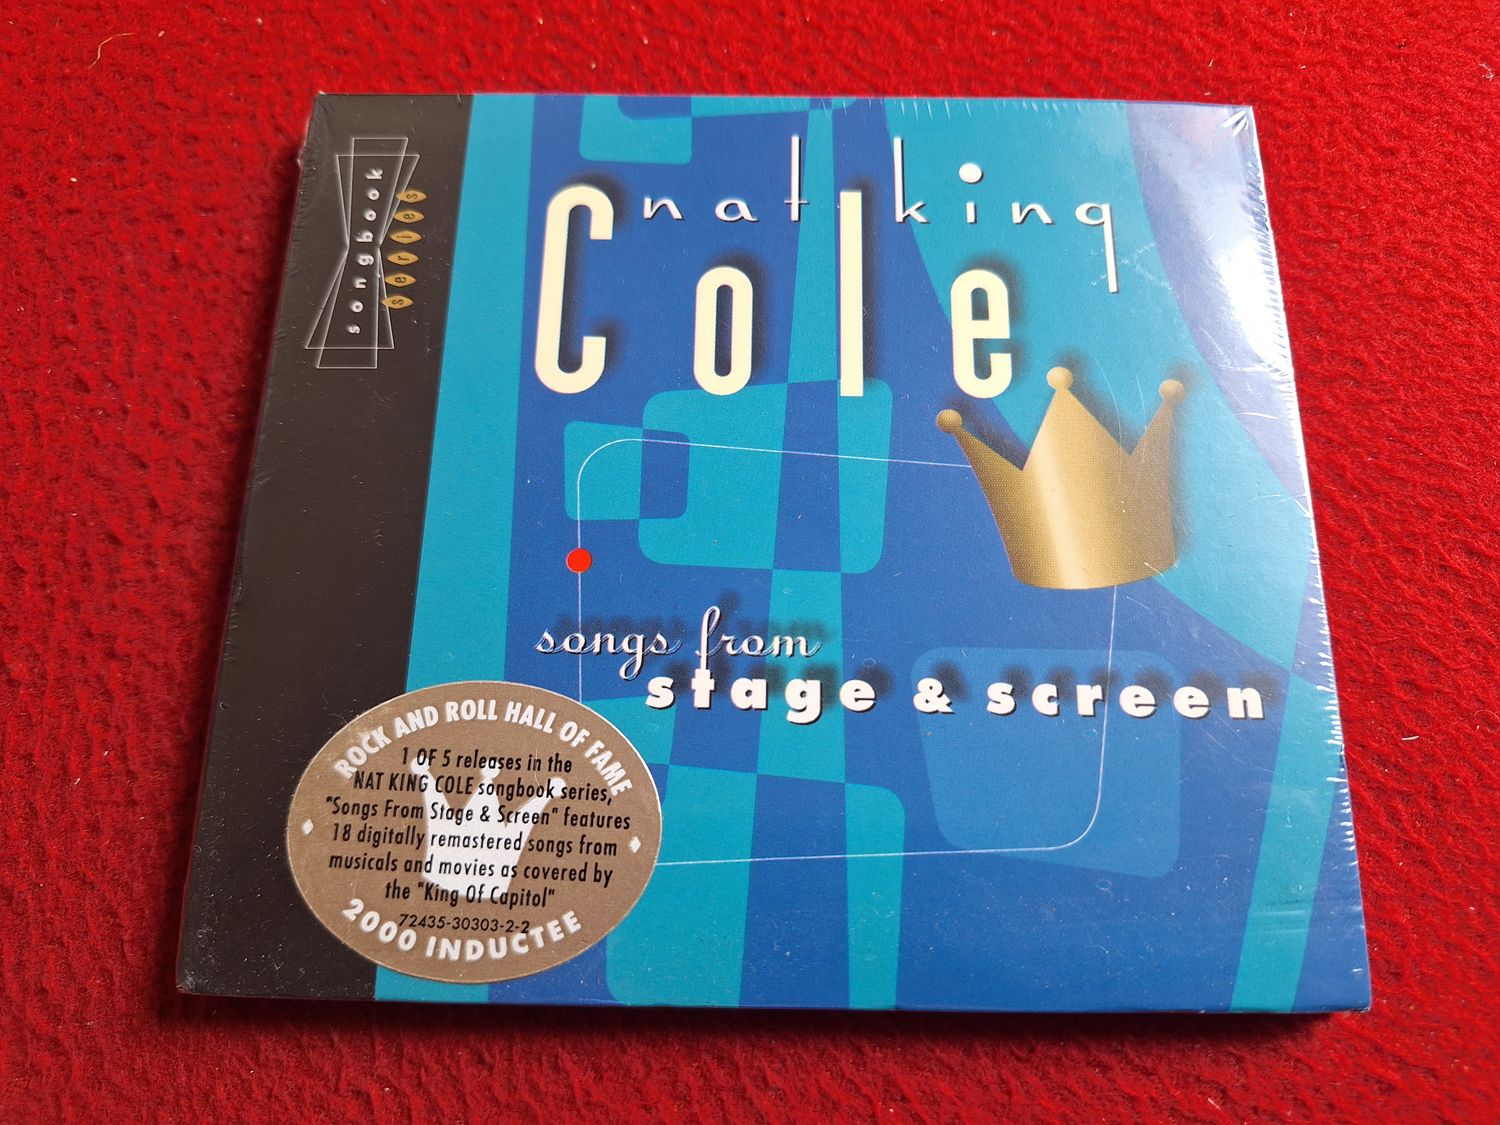 songbook
series
nat king
Cole
songs from
stage & screen
ROCK AND ROLL HALL OF FAME
1 OF 5 releases in the
NAT KING COLE songbook series,
"Songs From Stage & Screen" features
18 digitally remastered songs from
musicals and movies as covered by
the "King Of Capitol"
72435-30303-2-2
2000 INDUCTEE